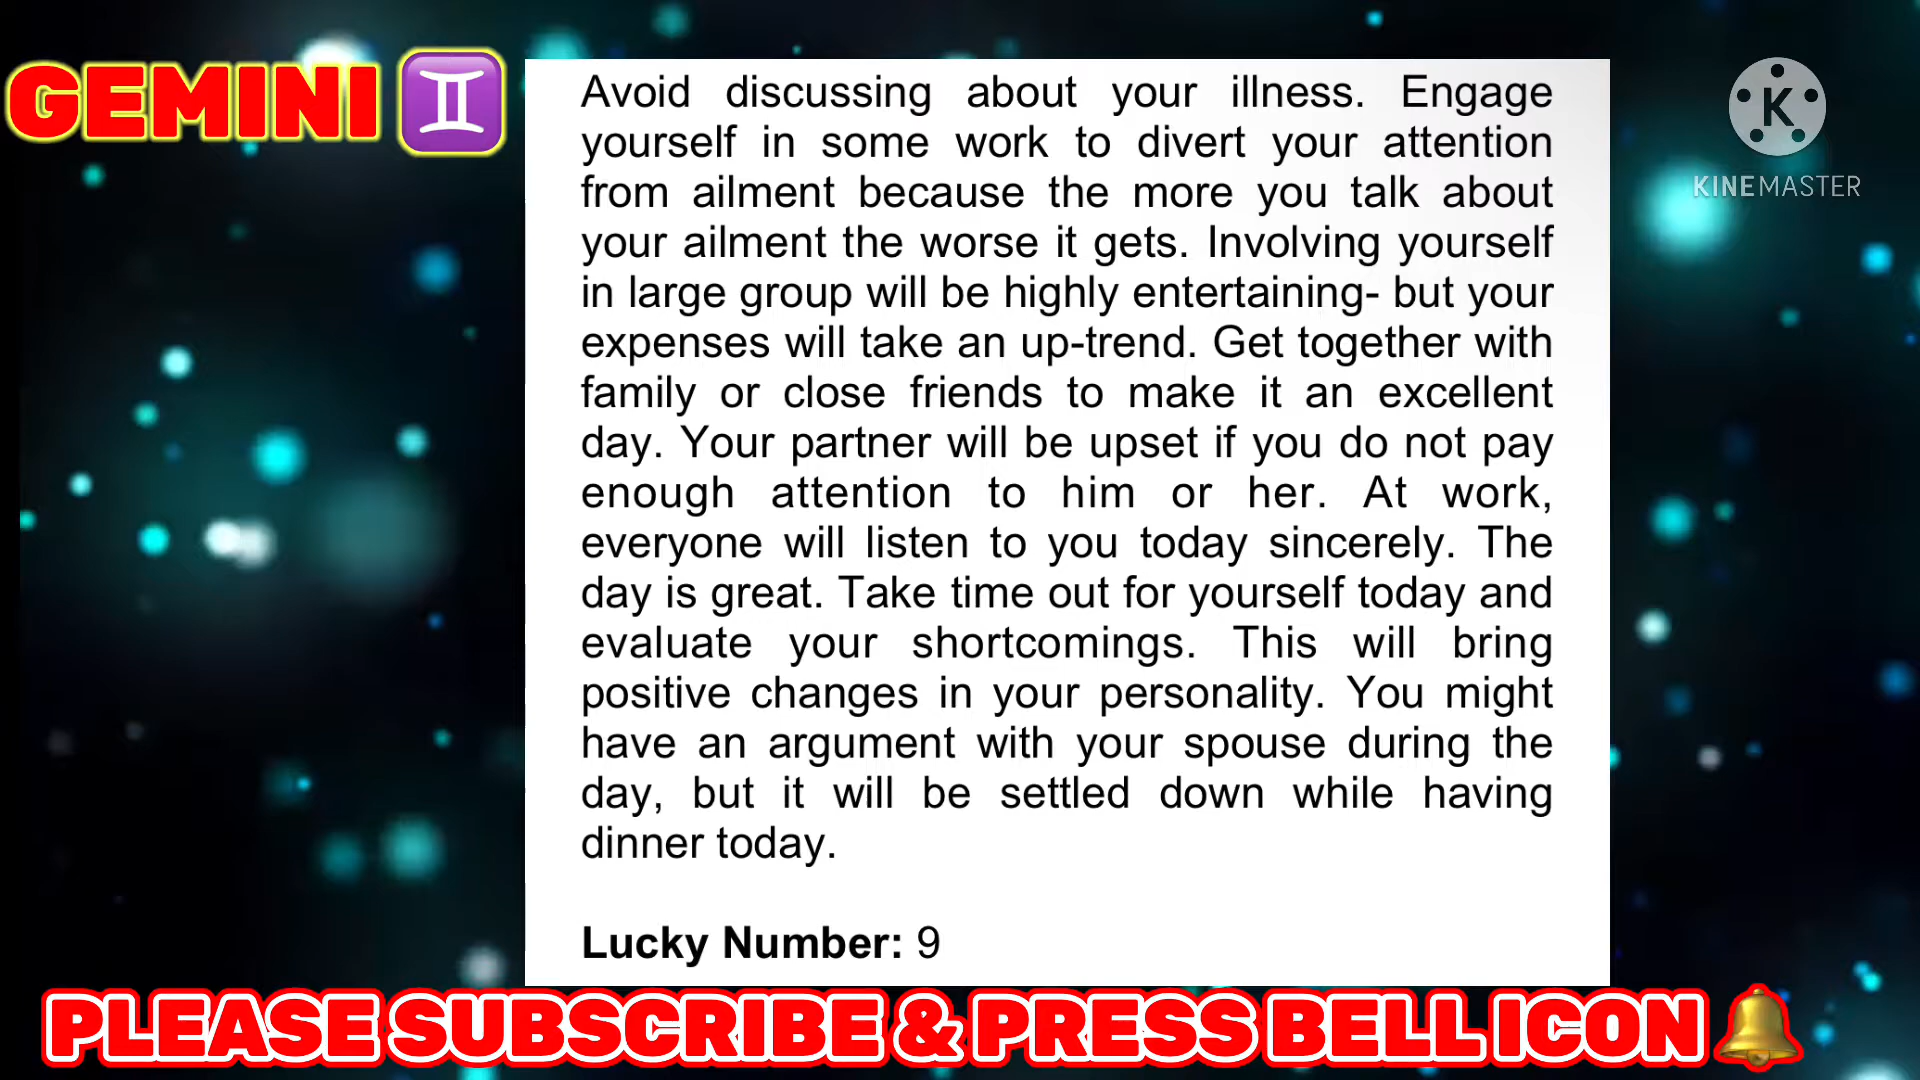 GEMINI ♊
Avoid discussing about your illness. Engage
yourself in some work to divert your attention
from ailment because the more you talk about
your ailment the worse it gets. Involving yourself
in large group will be highly entertaining- but your
expenses will take an up-trend. Get together with
family or close friends to make it an excellent
day. Your partner will be upset if you do not pay
enough attention to him or her. At work,
everyone will listen to you today sincerely. The
day is great. Take time out for yourself today and
evaluate your shortcomings. This will bring
positive changes in your personality. You might
have an argument with your spouse during the
day, but it will be settled down while having
dinner today.
Lucky Number: 9
K
KINEMASTER
PLEASE SUBSCRIBE & PRESS BELL ICON 🔔